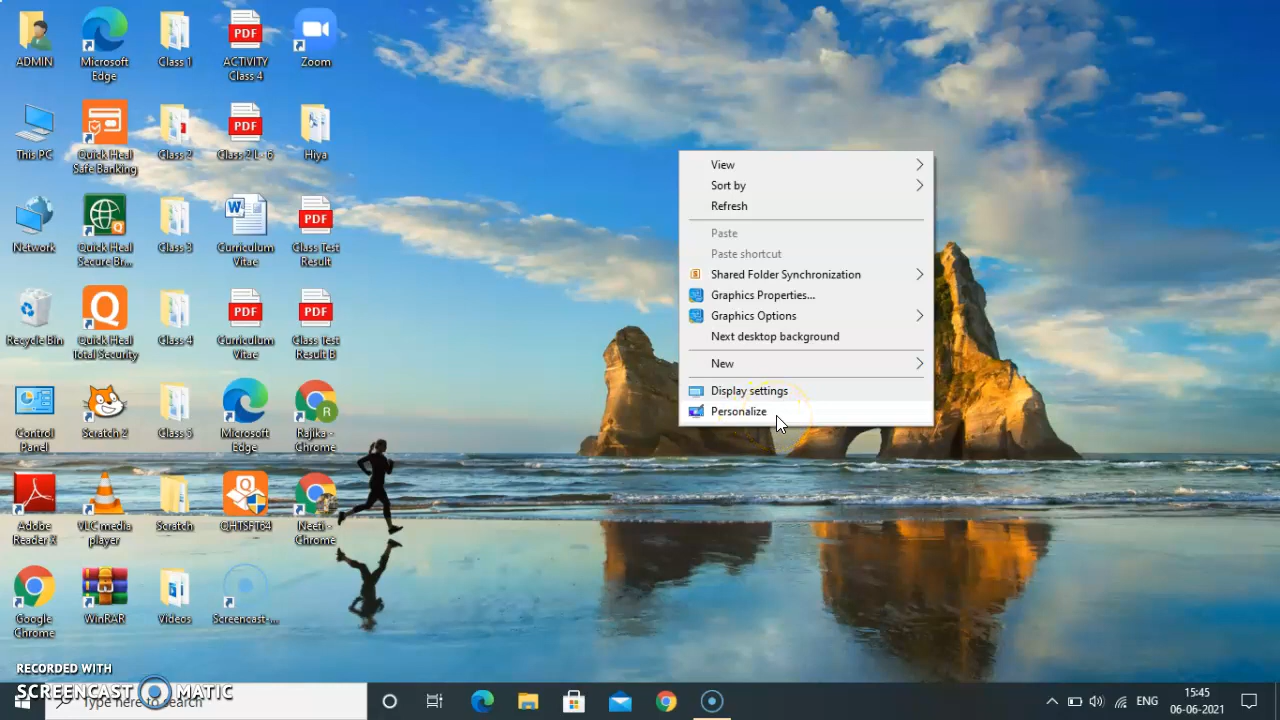 ADMIN
Microsoft
Edge
Class 1
PDF
ACTIVITY
Class 4
Zoom
This PC
Quick Heal
Safe Banking
Class 2
PDF
Class 2 L - 6
Hiya
Network
Quick Heal
Secure Br...
Class 3
W
Curriculum
Vitae
PDF
Class Test
Result
Recycle Bin
Quick Heal
Total Security
Class 4
PDF
Curriculum
Vitae
PDF
Class Test
Result B
Control
Panel
Scratch 2
Class 5
Microsoft
Edge
R
Rajika -
Chrome
Adobe
Reader X
VLC media
player
Scratch
QHTSFT64
Neeti -
Chrome
Google
Chrome
WinRAR
Videos
Screencast-...
View
Sort by
Refresh
Paste
Paste shortcut
Shared Folder Synchronization
Graphics Properties...
Graphics Options
Next desktop background
New
Display settings
Personalize
RECORDED WITH
SCREENCAST MATIC
Type here to search
ENG
15:45
06-06-2021